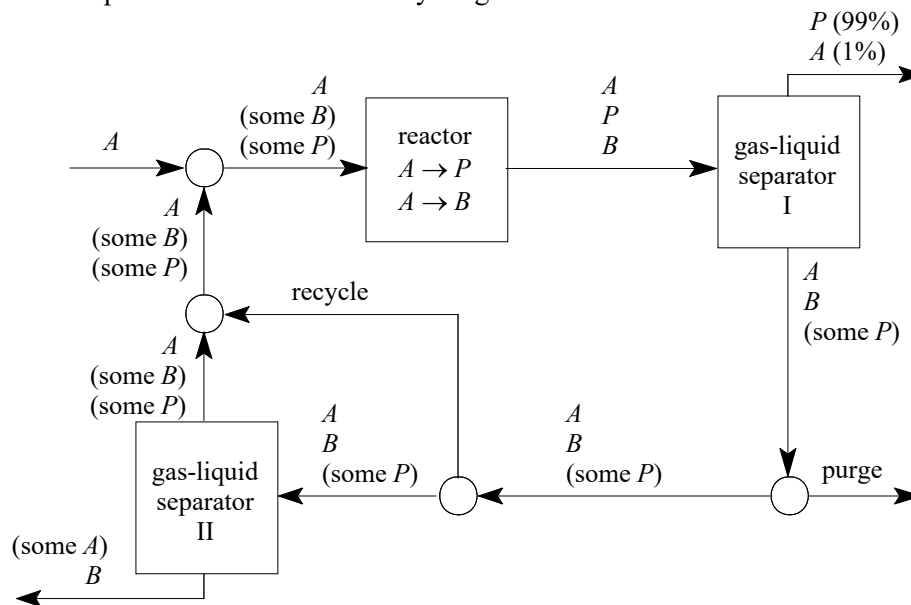 P (99%)
A (1%)
A
(some B)
(some P)
A
P
B
reactor
A → P
A → B
gas-liquid
separator
I
A
A
(some B)
(some P)
recycle
A
B
(some P)
A
(some B)
(some P)
A
B
(some P)
A
B
(some P)
purge
gas-liquid
separator
II
(some A)
B